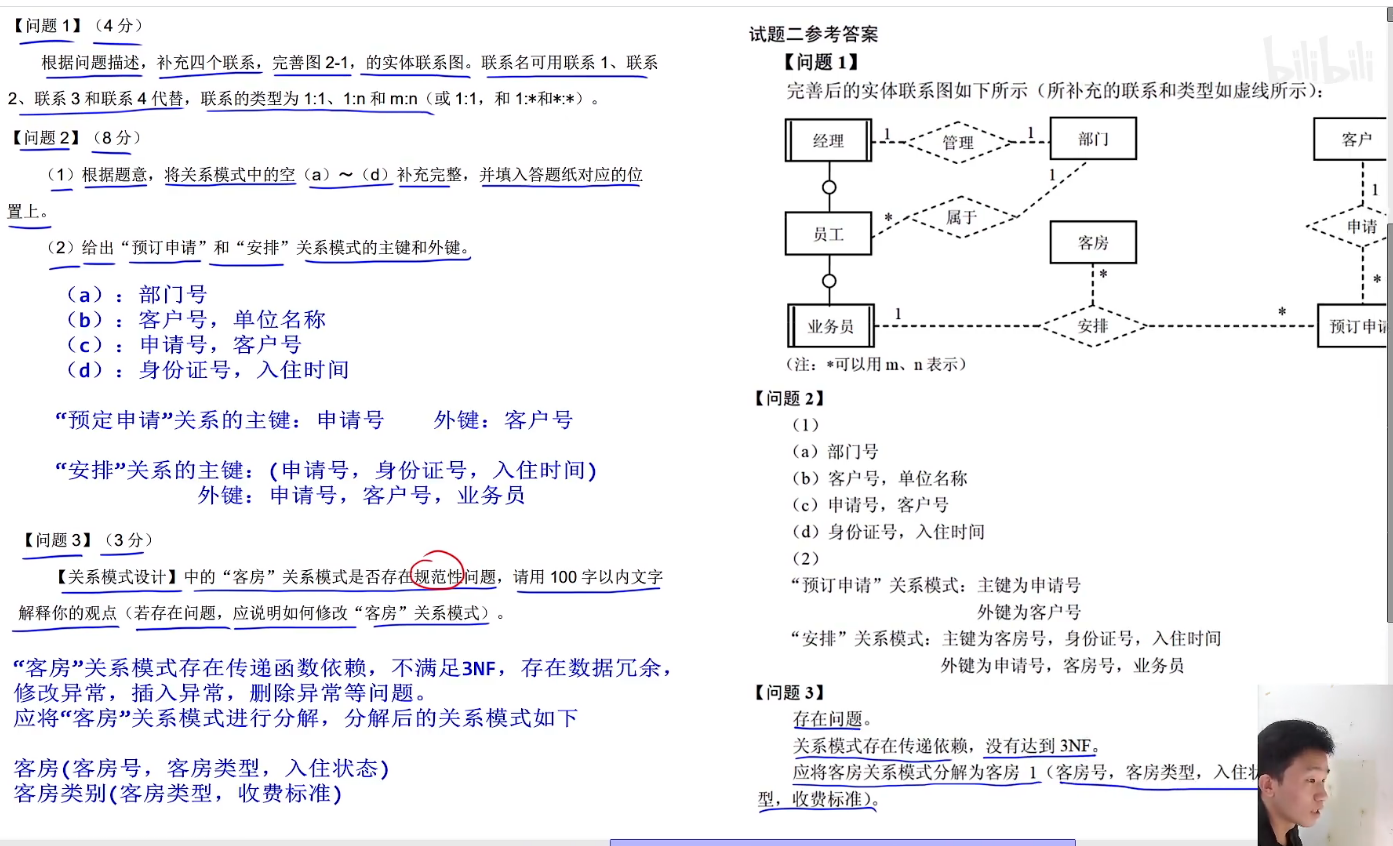 【问题 1】（4 分）
根据问题描述，补充四个联系，完善图 2-1，的实体联系图。联系名可用联系 1、联系
2、联系 3 和联系 4 代替，联系的类型为 1:1、1:n 和 m:n（或 1:1，和 1:*和*:*）。
【问题 2】（8 分）
（1）根据题意，将关系模式中的空（a）～（d）补充完整，并填入答题纸对应的位
置上。
（2）给出“预订申请”和“安排”关系模式的主键和外键。
（a）：部门号
（b）：客户号，单位名称
（c）：申请号，客户号
（d）：身份证号，入住时间
“预定申请”关系的主键：申请号 外键：客户号
“安排”关系的主键：(申请号，身份证号，入住时间)
外键：申请号，客户号，业务员
【问题 3】（3 分）
【关系模式设计】中的“客房”关系模式是否存在规范性问题，请用 100 字以内文字
解释你的观点（若存在问题，应说明如何修改“客房”关系模式）。
“客房”关系模式存在传递函数依赖，不满足3NF，存在数据冗余，
修改异常，插入异常，删除异常等问题。
应将“客房”关系模式进行分解，分解后的关系模式如下
客房(客房号，客房类型，入住状态)
客房类别(客房类型，收费标准)
试题二参考答案
bilibili
【问题 1】
完善后的实体联系图如下所示（所补充的联系和类型如虚线所示）：
经理 1 管理 1 部门 客户
1 1
员工 * 属于 申请
客房
* *
业务员 1 安排 * 预订申请
（注：*可以用 m、n 表示）
【问题 2】
（1）
（a）部门号
（b）客户号，单位名称
（c）申请号，客户号
（d）身份证号，入住时间
（2）
“预订申请”关系模式：主键为申请号
外键为客户号
“安排”关系模式：主键为客房号，身份证号，入住时间
外键为申请号，客房号，业务员
【问题 3】
存在问题。
关系模式存在传递依赖，没有达到 3NF。
应将客房关系模式分解为客房 1（客房号，客房类型，入住
型，收费标准）。